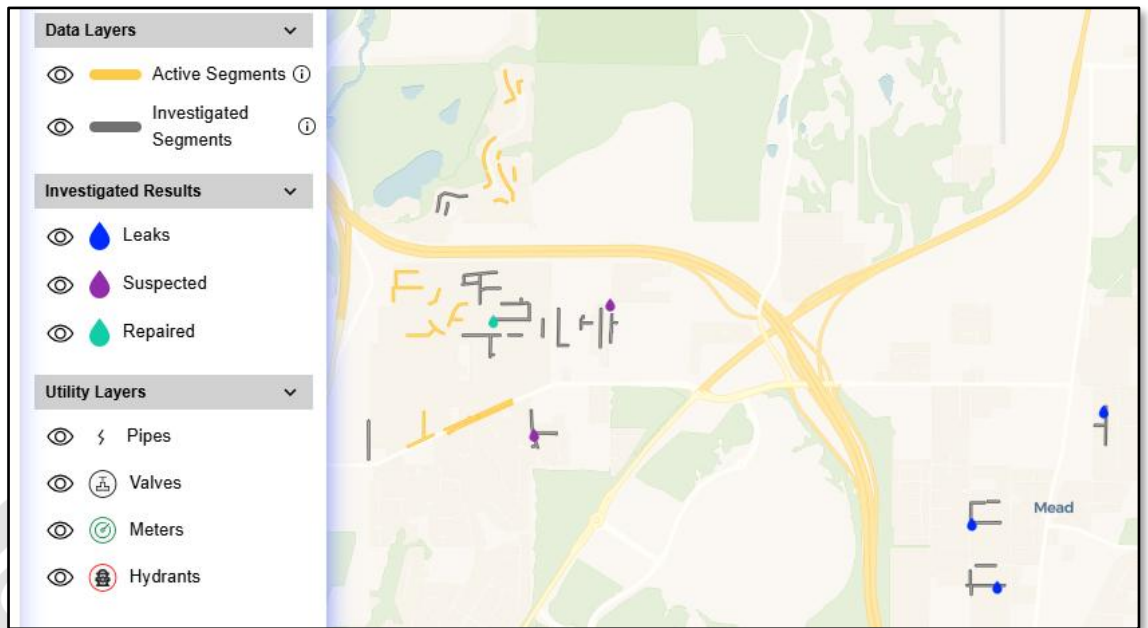 Data Layers
Active Segments
Investigated
Segments
Investigated Results
Leaks
Suspected
Repaired
Utility Layers
Pipes
Valves
Meters
Hydrants
Mead